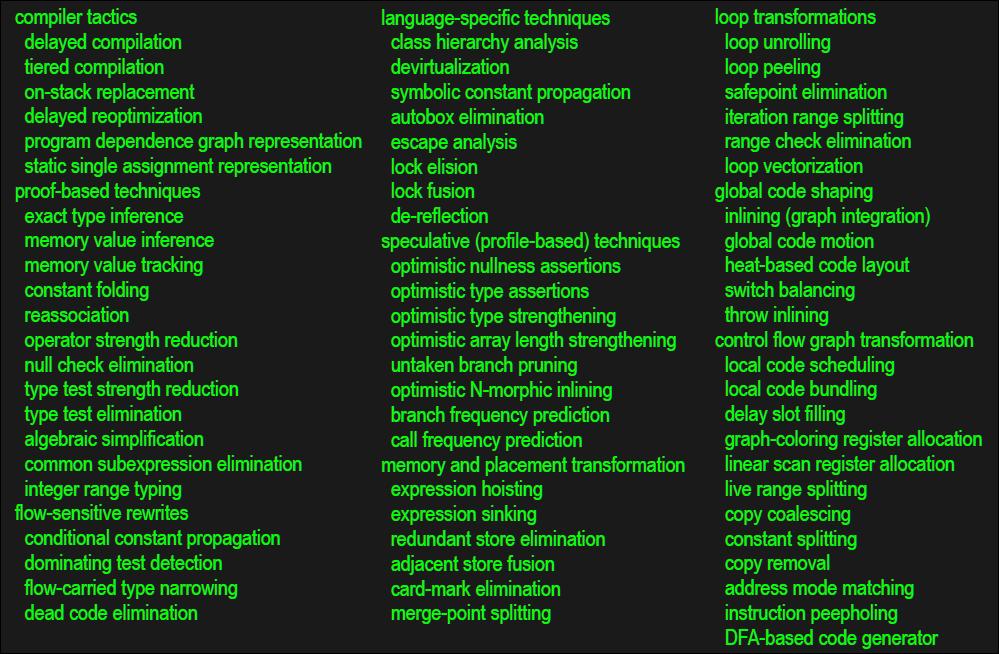 compiler tactics
delayed compilation
tiered compilation
on-stack replacement
delayed reoptimization
program dependence graph representation
static single assignment representation
proof-based techniques
exact type inference
memory value inference
memory value tracking
constant folding
reassociation
operator strength reduction
null check elimination
type test strength reduction
type test elimination
algebraic simplification
common subexpression elimination
integer range typing
flow-sensitive rewrites
conditional constant propagation
dominating test detection
flow-carried type narrowing
dead code elimination
language-specific techniques
class hierarchy analysis
devirtualization
symbolic constant propagation
autobox elimination
escape analysis
lock elision
lock fusion
de-reflection
speculative (profile-based) techniques
optimistic nullness assertions
optimistic type assertions
optimistic type strengthening
optimistic array length strengthening
untaken branch pruning
optimistic N-morphic inlining
branch frequency prediction
call frequency prediction
memory and placement transformation
expression hoisting
expression sinking
redundant store elimination
adjacent store fusion
card-mark elimination
merge-point splitting
loop transformations
loop unrolling
loop peeling
safepoint elimination
iteration range splitting
range check elimination
loop vectorization
global code shaping
inlining (graph integration)
global code motion
heat-based code layout
switch balancing
throw inlining
control flow graph transformation
local code scheduling
local code bundling
delay slot filling
graph-coloring register allocation
linear scan register allocation
live range splitting
copy coalescing
constant splitting
copy removal
address mode matching
instruction peepholing
DFA-based code generator